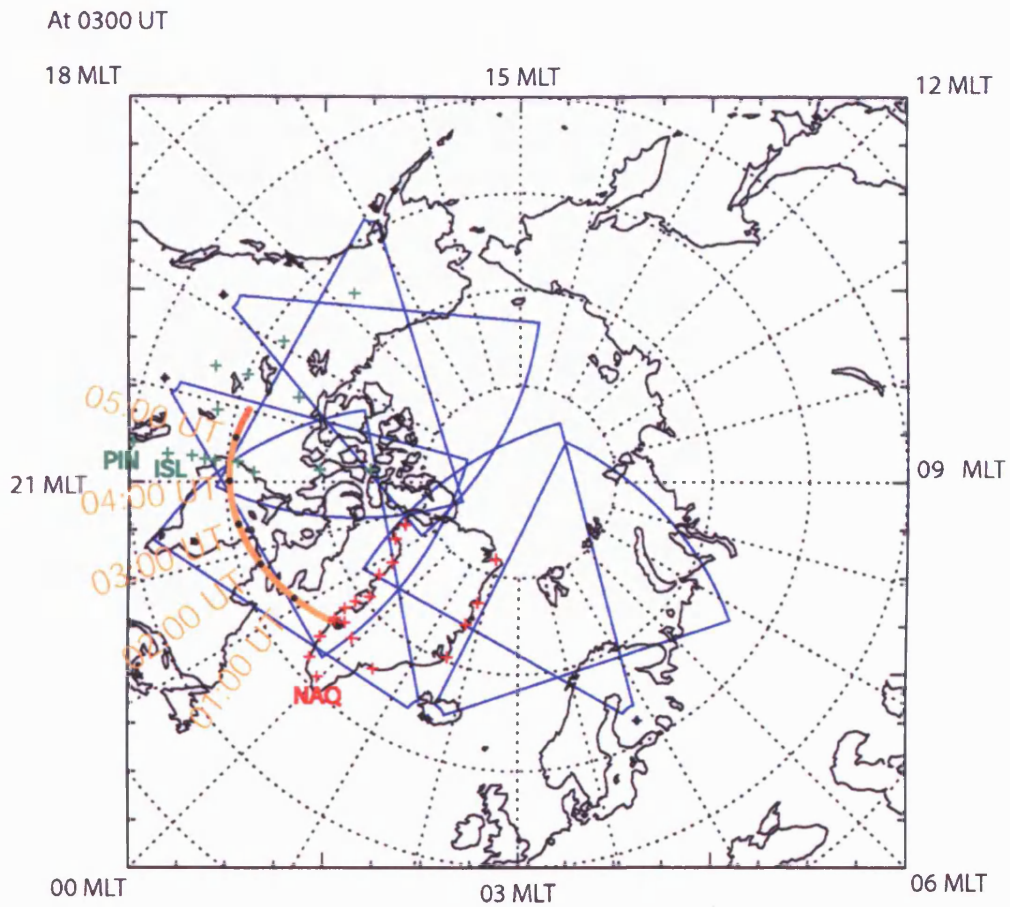 At 0300 UT
18 MLT
15 MLT
12 MLT
05:00 UT
PIN
ISL
21 MLT
04:00 UT
09 MLT
03:00 UT
02:00 UT
01:00 UT
NAQ
00 MLT
03 MLT
06 MLT